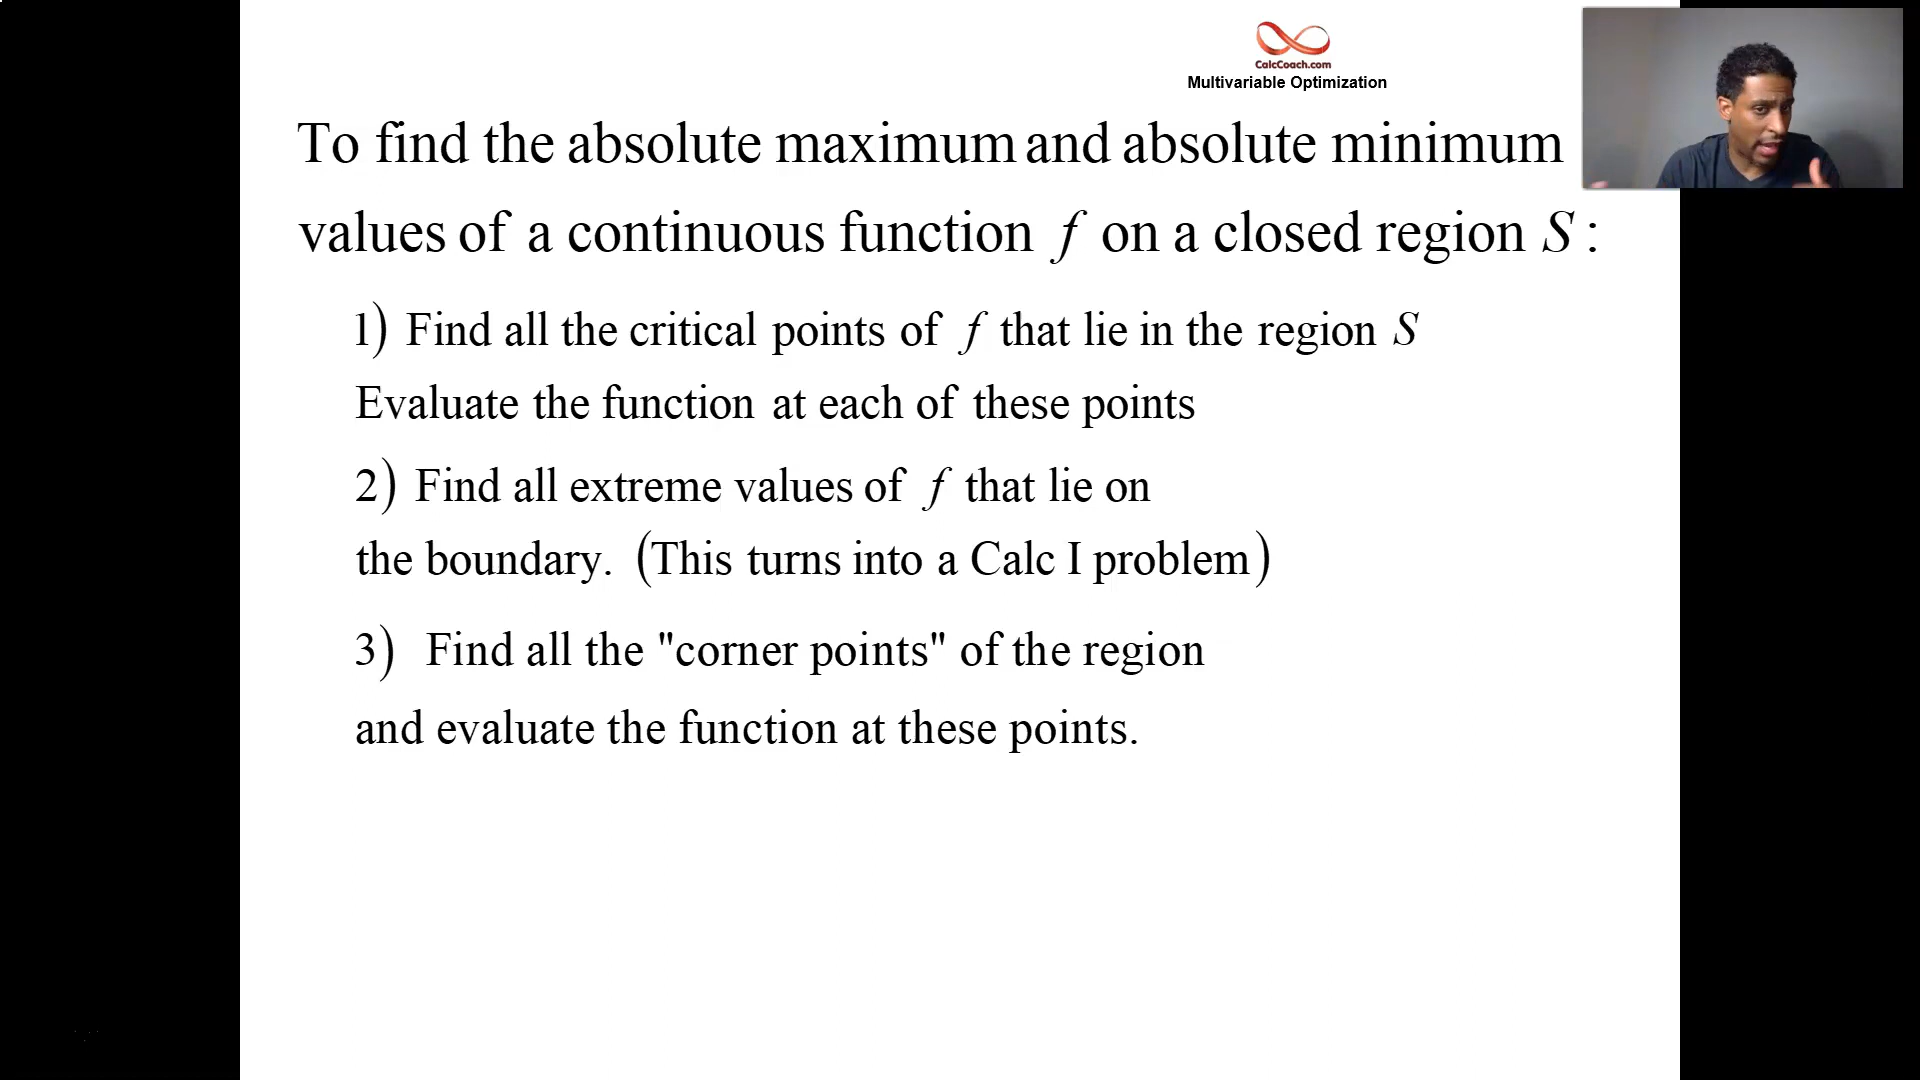 CalcCoach.com
Multivariable Optimization
To find the absolute maximum and absolute minimum
values of a continuous function f on a closed region S :
1) Find all the critical points of f that lie in the region S
Evaluate the function at each of these points
2) Find all extreme values of f that lie on
the boundary. (This turns into a Calc I problem)
3) Find all the "corner points" of the region
and evaluate the function at these points.